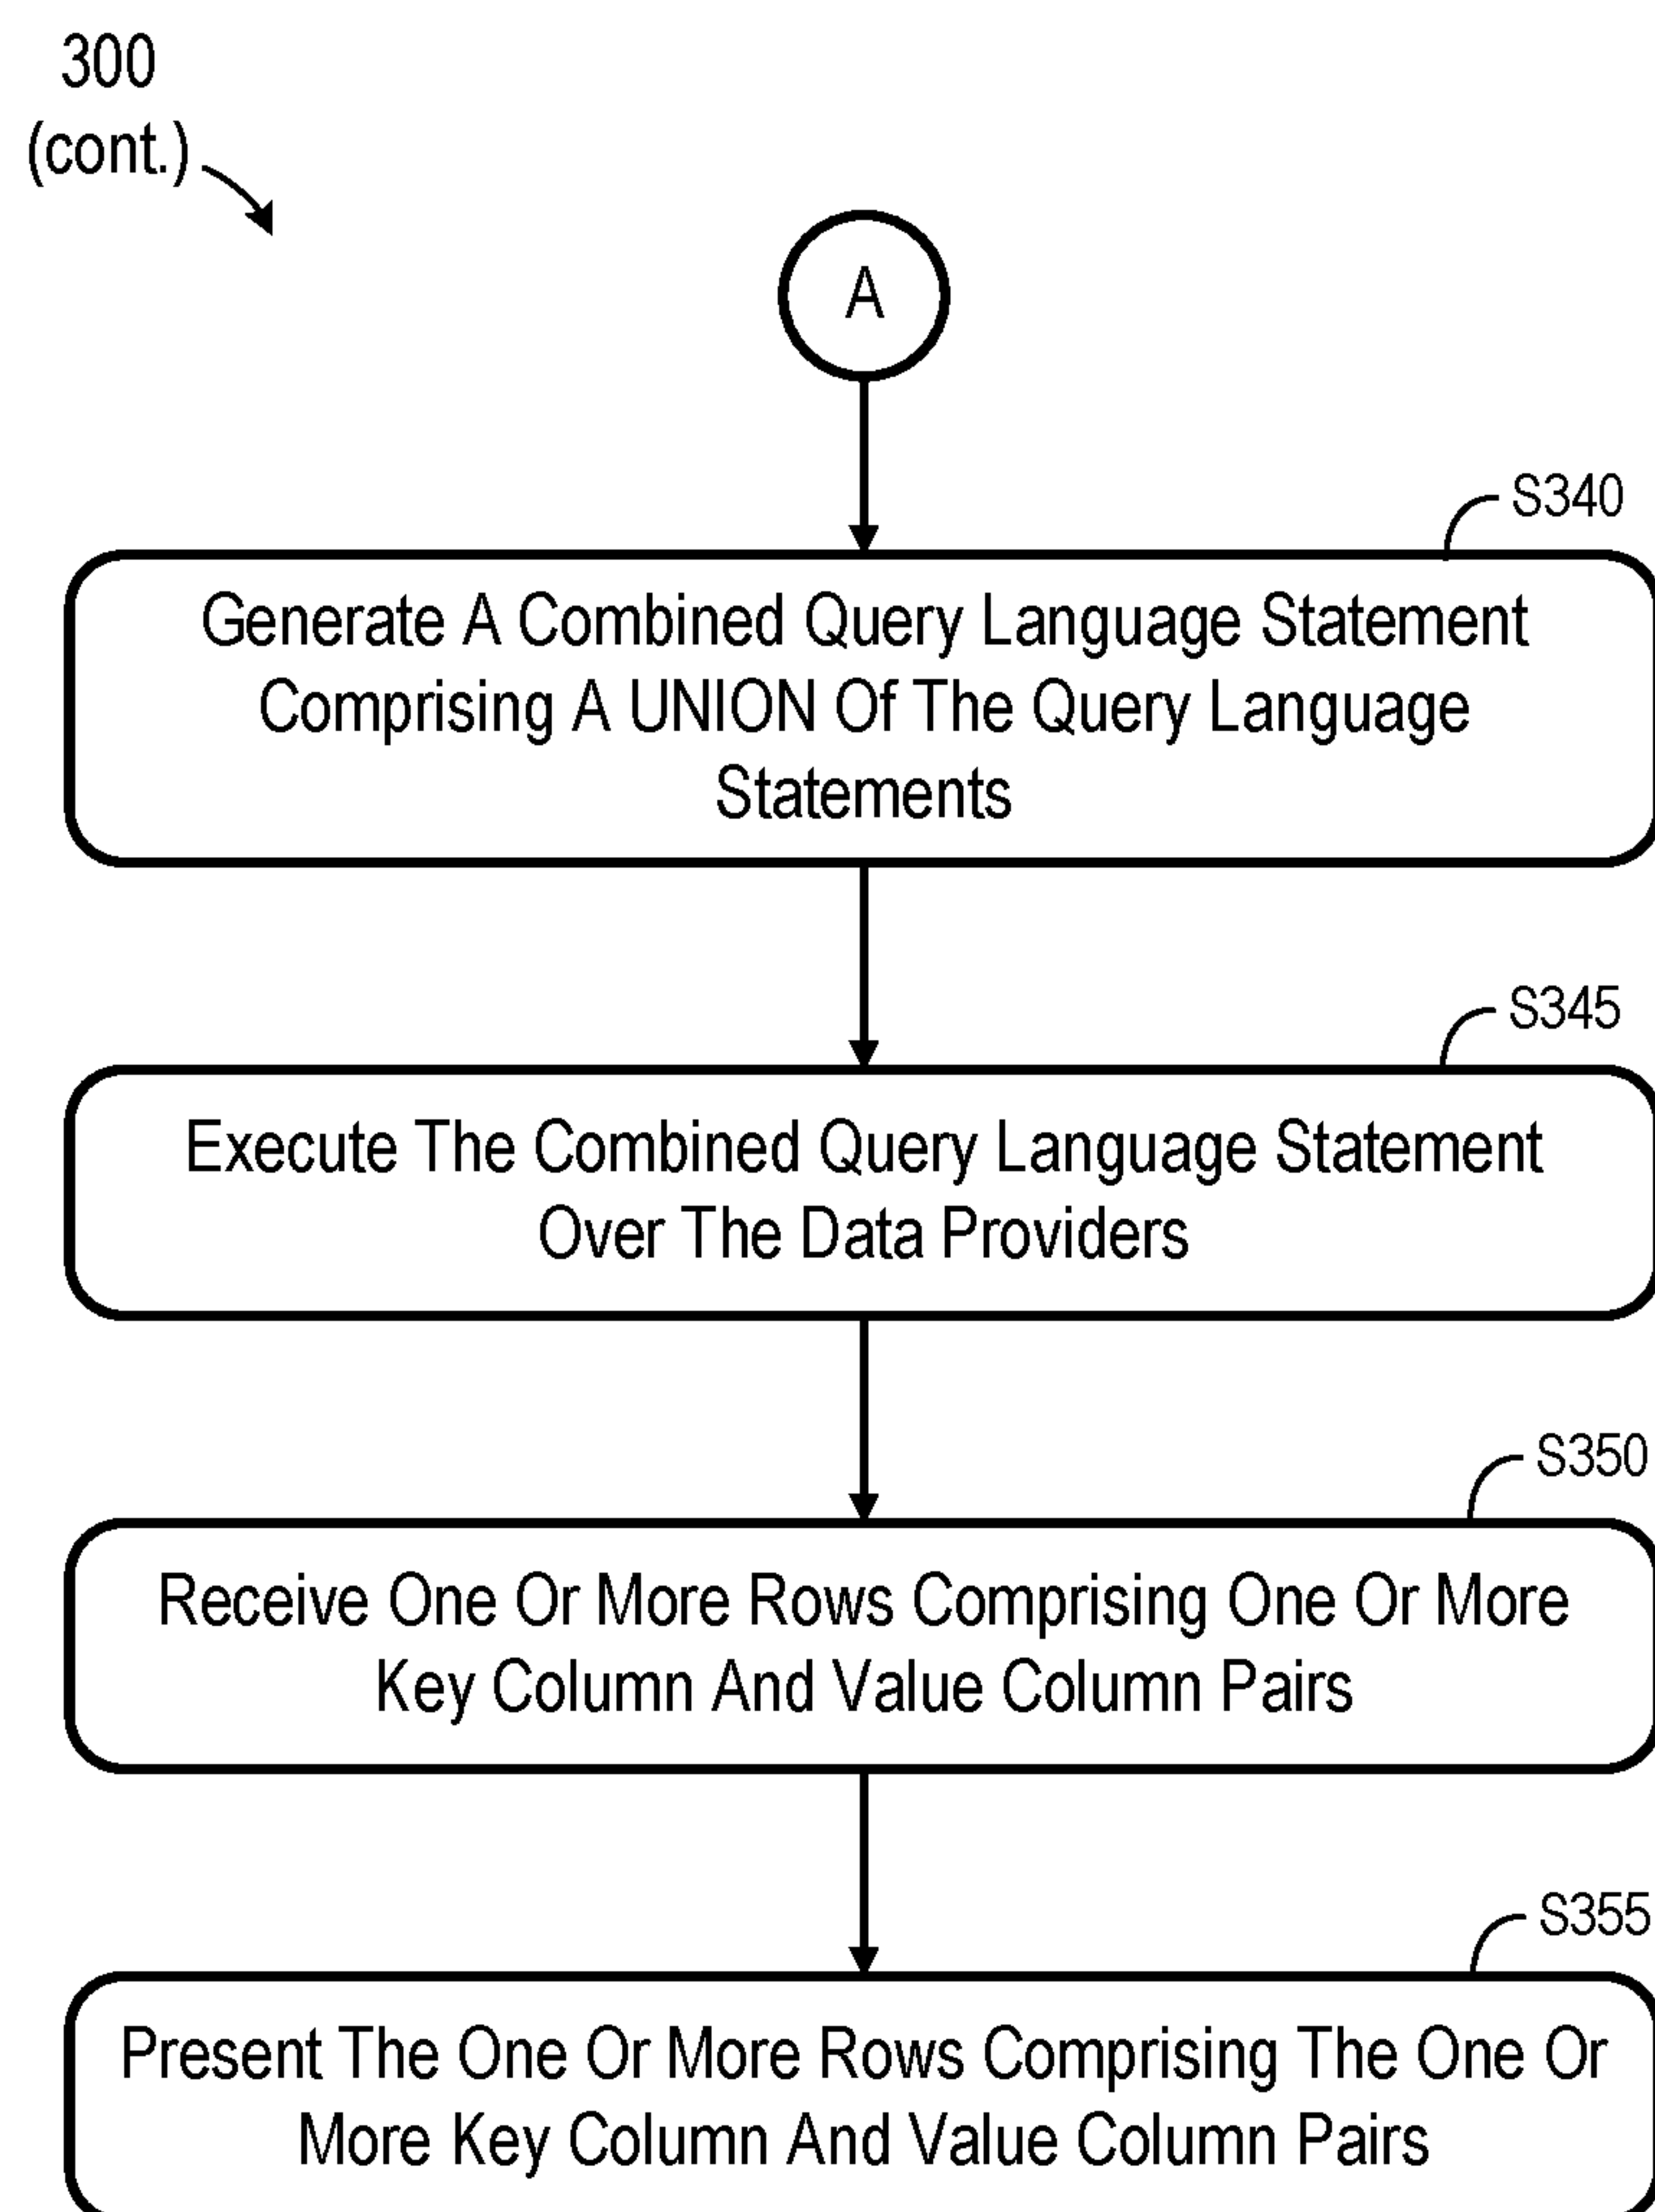 300
(cont.)
A
S340
Generate A Combined Query Language Statement
Comprising A UNION Of The Query Language
Statements
S345
Execute The Combined Query Language Statement
Over The Data Providers
S350
Receive One Or More Rows Comprising One Or More
Key Column And Value Column Pairs
S355
Present The One Or More Rows Comprising The One Or
More Key Column And Value Column Pairs